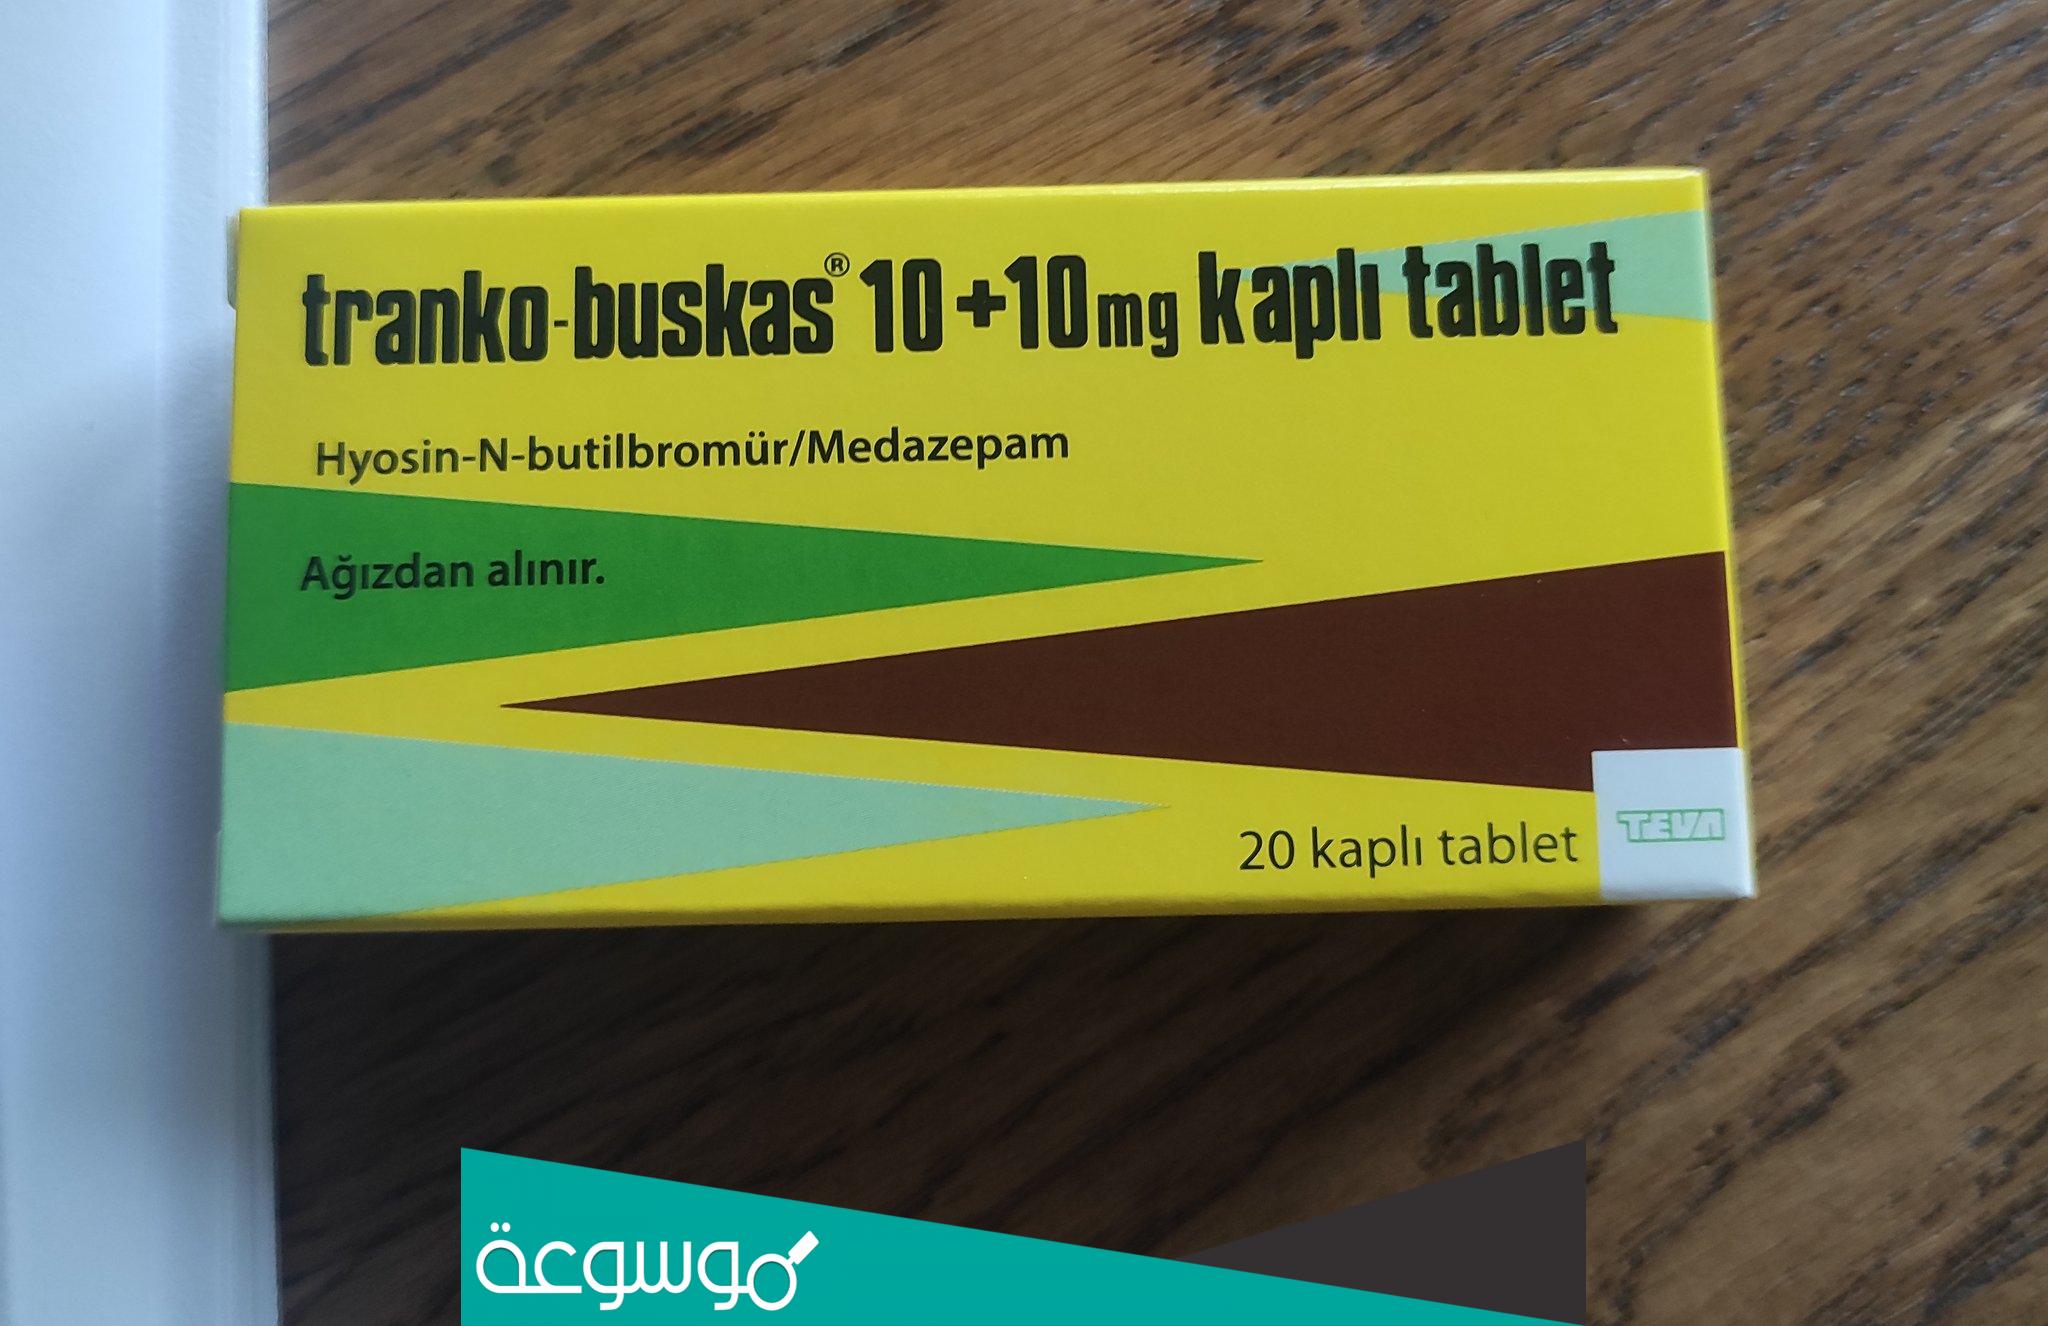 tranko-buskas® 10+10mg kaplı tablet
Hyosin-N-butilbromür/Medazepam
Ağızdan alınır.
20 kaplı tablet
TEVA
موسوعة